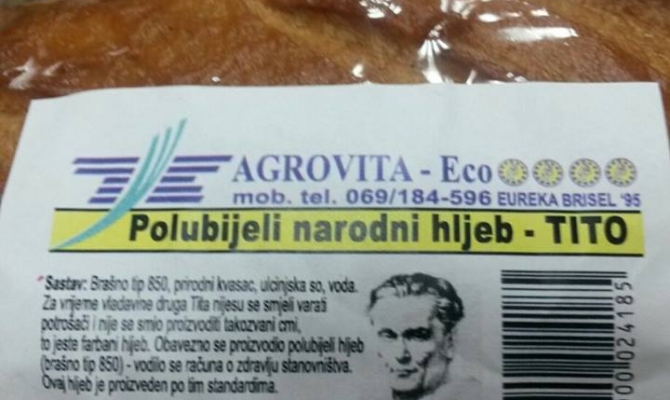 AGROVITA - Eco
mob. tel. 069/184-596 EUREKA BRISEL '95
Polubijeli narodni hljeb - TITO
"Sastav: Brašno tip 850, prirodni kvasac, ulcinjska so, voda.
Za vrijeme vladavine druga Tita nijesu se smjeli varati
potrošači i nije se smio proizvoditi takozvani crni,
to jeste farbani hljeb. Obavezno se proizvodio polubijeli hljeb
(brašno tip 850) - vodilo se računa o zdravlju stanovništva.
Ovaj hljeb je proizveden po tim standardima.
00024185